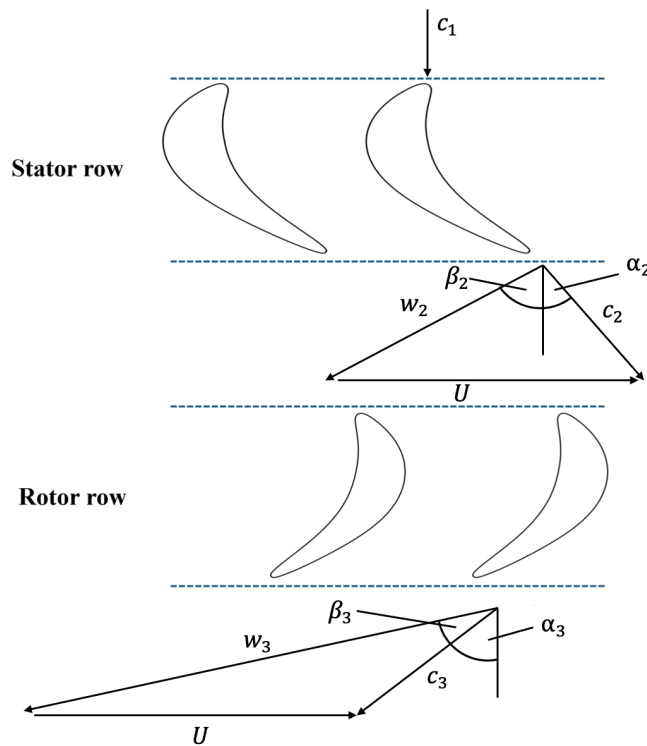 c₁
Stator row
β₂
α₂
w₂
c₂
U
Rotor row
β₃
α₃
w₃
c₃
U